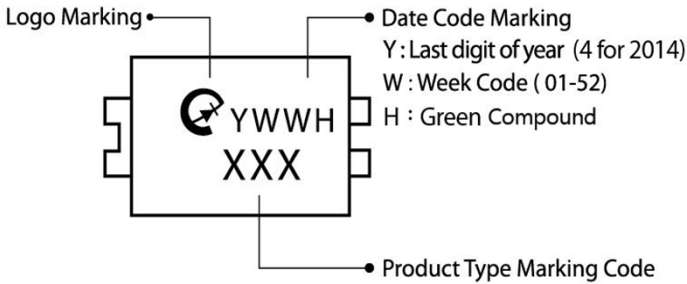 Logo Marking
Date Code Marking
Y : Last digit of year (4 for 2014)
W : Week Code ( 01-52)
H : Green Compound
YWWH
XXX
Product Type Marking Code